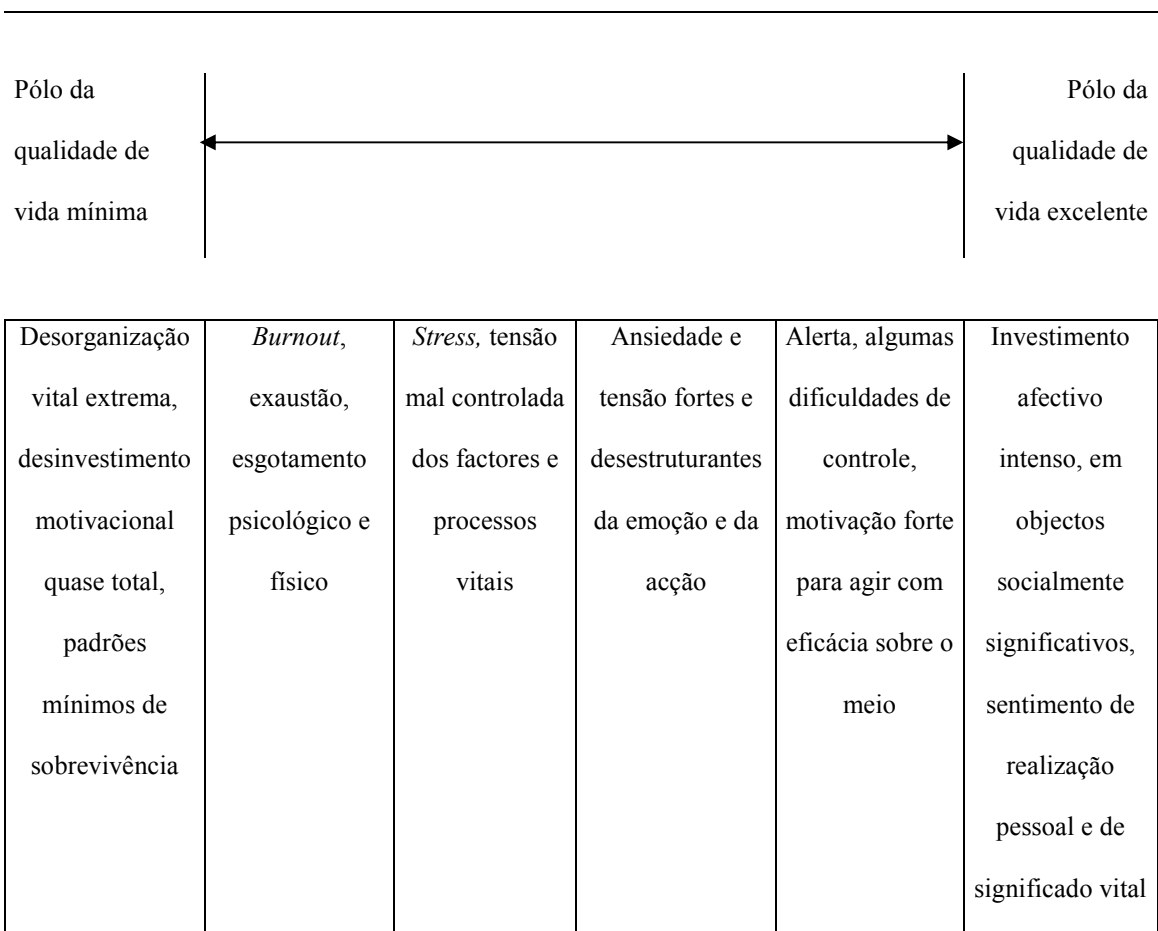 Pólo da
qualidade de
vida mínima
Pólo da
qualidade de
vida excelente
Desorganização
vital extrema,
desinvestimento
motivacional
quase total,
padrões
mínimos de
sobrevivência
Burnout,
exaustão,
esgotamento
psicológico e
físico
Stress, tensão
mal controlada
dos factores e
processos
vitais
Ansiedade e
tensão fortes e
desestruturantes
da emoção e da
acção
Alerta, algumas
dificuldades de
controle,
motivação forte
para agir com
eficácia sobre o
meio
Investimento
afectivo
intenso, em
objectos
socialmente
significativos,
sentimento de
realização
pessoal e de
significado vital